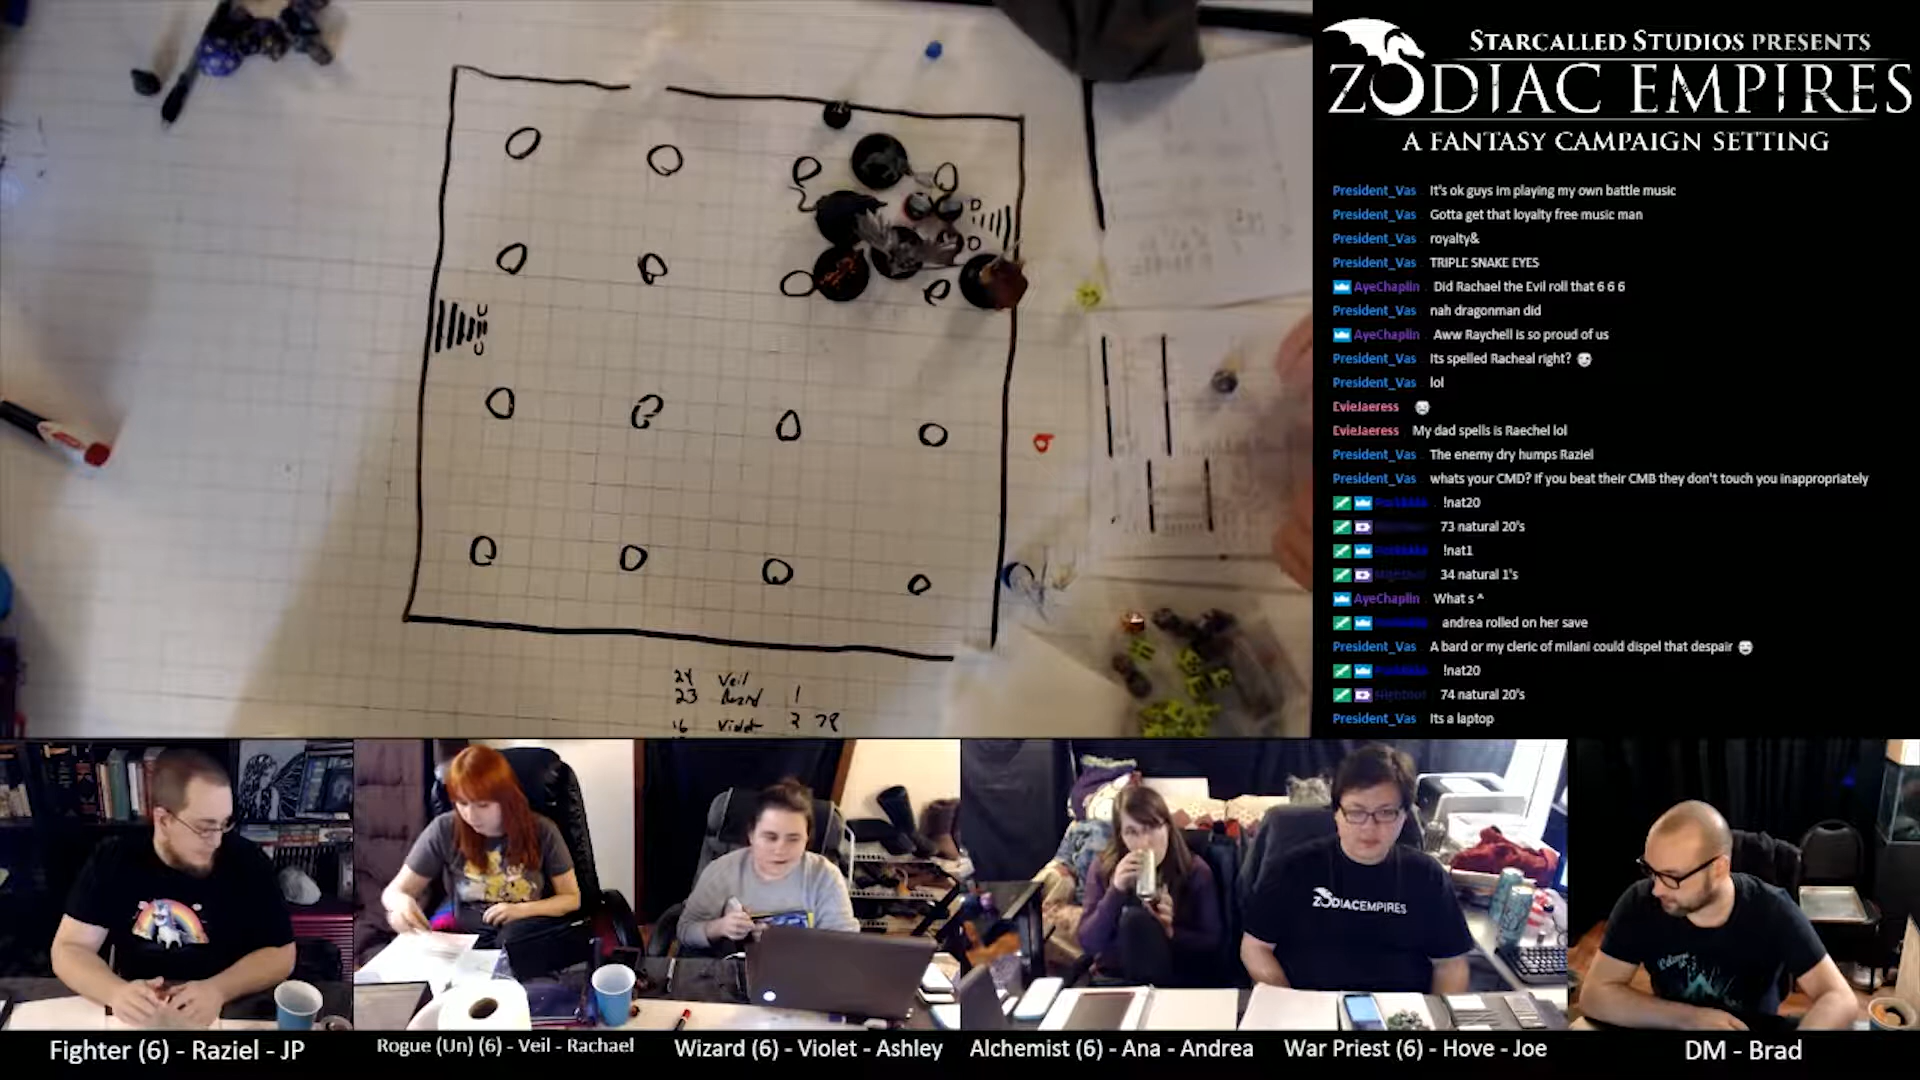 STARCALLED STUDIOS PRESENTS
ZODIAC EMPIRES
A FANTASY CAMPAIGN SETTING
President_Vas It's ok guys im playing my own battle music
President_Vas Gotta get that loyalty free music man
President_Vas royalty&
President_Vas TRIPLE SNAKE EYES
AyeChaplin Did Rachael the Evil roll that 6 6 6
President_Vas nah dragonman did
AyeChaplin Aww Raychell is so proud of us
President_Vas Its spelled Racheal right?
President_Vas lol
EvieJaeress
EvieJaeress My dad spells is Raechel lol
President_Vas The enemy dry humps Raziel
President_Vas whats your CMD? If you beat their CMB they don't touch you inappropriately
!nat20
73 natural 20's
!nat1
34 natural 1's
AyeChaplin What s ^
andrea rolled on her save
President_Vas A bard or my cleric of milani could dispel that despair
!nat20
74 natural 20's
President_Vas Its a laptop
D
D
U
U
24 Veil
23
16 Violet
ZODIACEMPIRES
Fighter (6) - Raziel - JP
Rogue (Un) (6) - Veil - Rachael
Wizard (6) - Violet - Ashley
Alchemist (6) - Ana - Andrea
War Priest (6) - Hove - Joe
DM - Brad